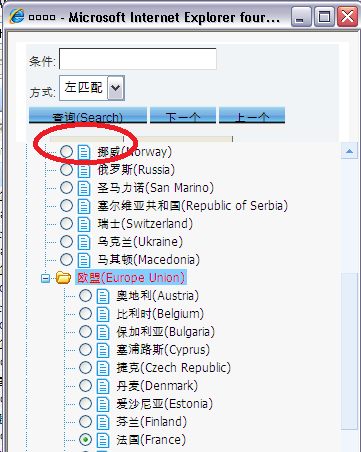 □□□□ - Microsoft Internet Explorer four...
条件:
方式: 左匹配
查询(Search) 下一个 上一个
挪威(Norway)
俄罗斯(Russia)
圣马力诺(San Marino)
塞尔维亚共和国(Republic of Serbia)
瑞士(Switzerland)
乌克兰(Ukraine)
马其顿(Macedonia)
欧盟(Europe Union)
奥地利(Austria)
比利时(Belgium)
保加利亚(Bulgaria)
塞浦路斯(Cyprus)
捷克(Czech Republic)
丹麦(Denmark)
爱沙尼亚(Estonia)
芬兰(Finland)
法国(France)